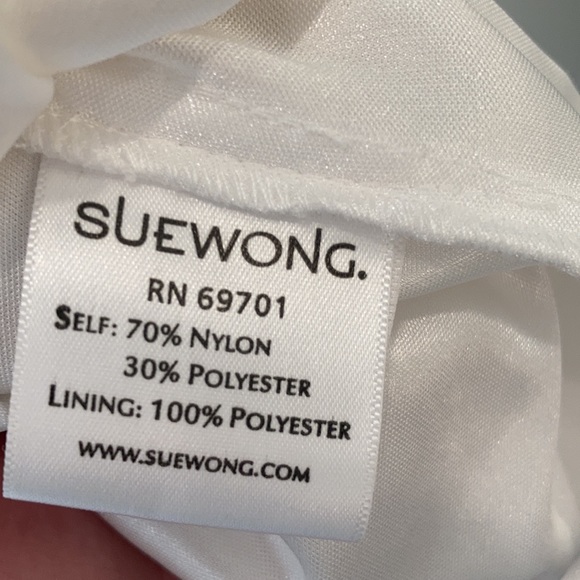 SUEWONG.
RN 69701
SELF: 70% NYLON
30% POLYESTER
LINING: 100% POLYESTER
WWW.SUEWONG.COM